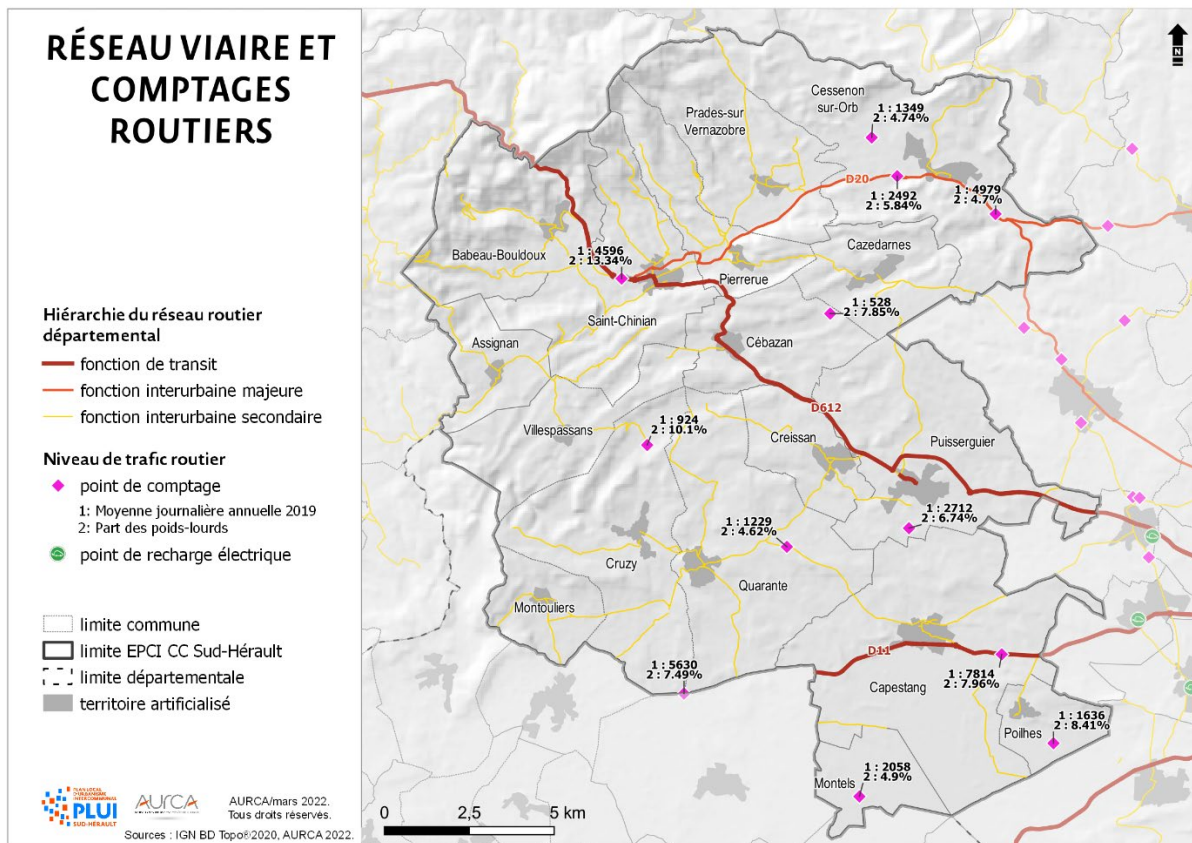 RÉSEAU VIAIRE ET
COMPTAGES
ROUTIERS
Hiérarchie du réseau routier
départemental
fonction de transit
fonction interurbaine majeure
fonction interurbaine secondaire
Niveau de trafic routier
point de comptage
1: Moyenne journalière annuelle 2019
2: Part des poids-lourds
point de recharge électrique
limite commune
limite EPCI CC Sud-Hérault
limite départementale
territoire artificialisé
PLAN LOCAL
D'URBANISME
INTERCOMMUNAL
PLUI
SUD-HÉRAULT
AURCA
AURCA/mars 2022.
Tous droits réservés.
Sources : IGN BD Topo®2020, AURCA 2022.
N
Cessenon
sur-Orb
1 : 1349
2 : 4.74%
Prades-sur
Vernazobre
D20
1 : 2492
2 : 5.84%
1 : 4979
2 : 4.7%
Babeau-Bouldoux
1 : 4596
2 : 13.34%
Cazedarnes
Pierrerue
Saint-Chinian
1 : 528
2 : 7.85%
Assignan
Cébazan
D612
Villespassans
1 : 924
2 : 10.1%
Creissan
Puisserguier
1 : 2712
2 : 6.74%
1 : 1229
2 : 4.62%
Cruzy
Quarante
Montouliers
1 : 5630
2 : 7.49%
D11
1 : 7814
2 : 7.96%
Capestang
Poilhes
1 : 1636
2 : 8.41%
Montels
1 : 2058
2 : 4.9%
0 2,5 5 km